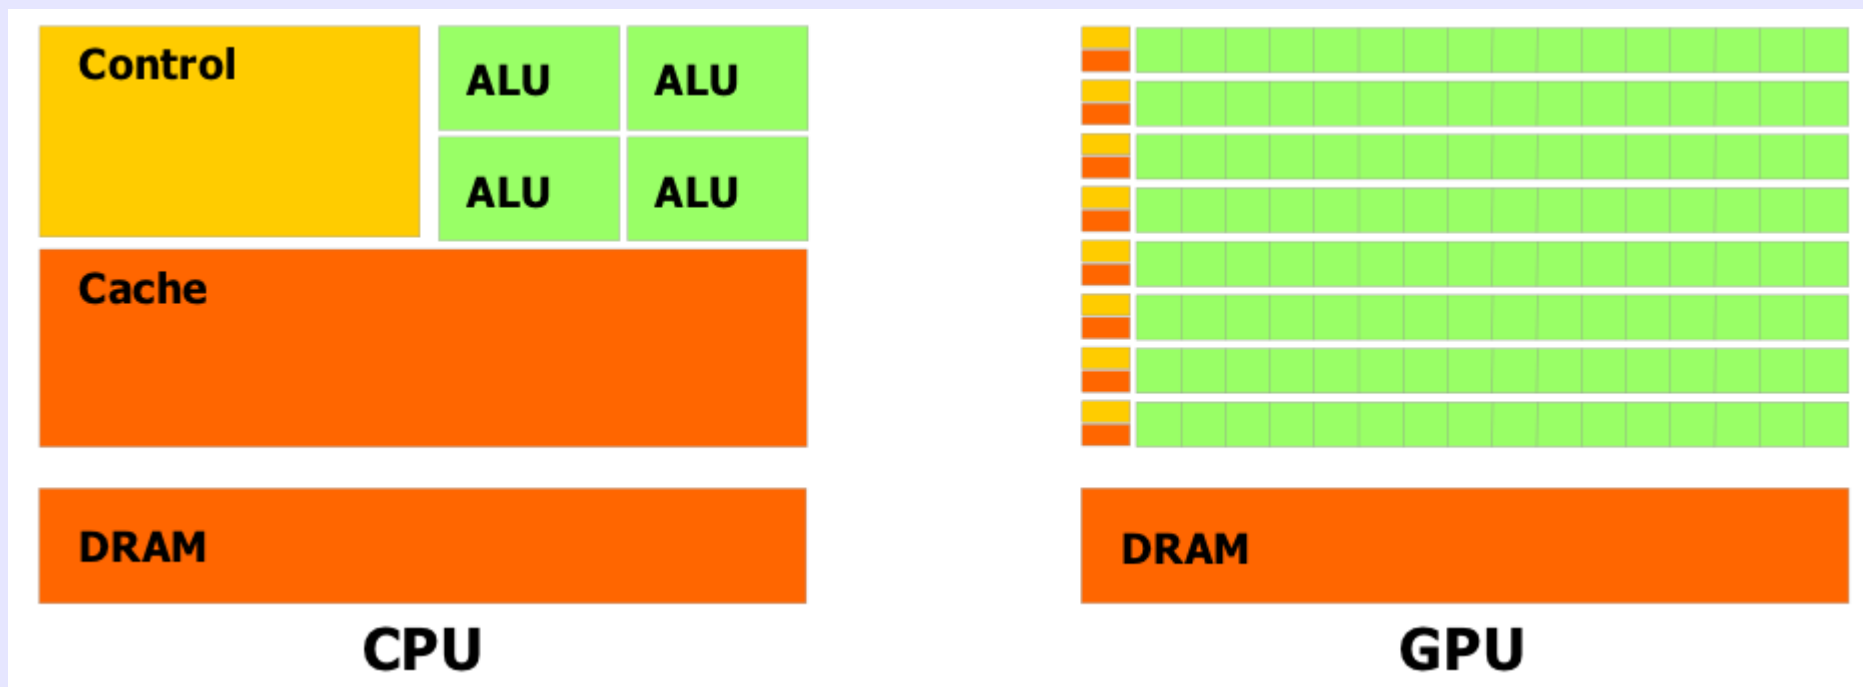 Control
ALU ALU
ALU ALU
Cache
DRAM
CPU
DRAM
GPU